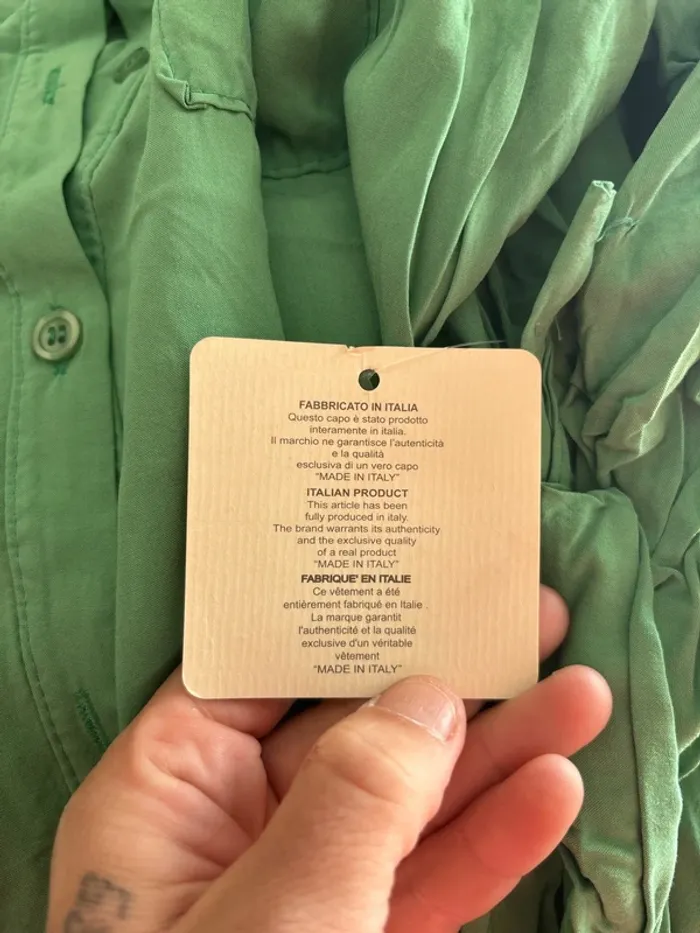 FABBRICATO IN ITALIA
Questo capo è stato prodotto
interamente in italia.
Il marchio ne garantisce l'autenticità
e la qualità
esclusiva di un vero capo
“MADE IN ITALY”
ITALIAN PRODUCT
This article has been
fully produced in italy.
The brand warrants its authenticity
and the exclusive quality
of a real product
“MADE IN ITALY”
FABRIQUE' EN ITALIE
Ce vêtement a été
entièrement fabriqué en Italie .
La marque garantit
l'authenticité et la qualité
exclusive d'un véritable
vêtement
“MADE IN ITALY”